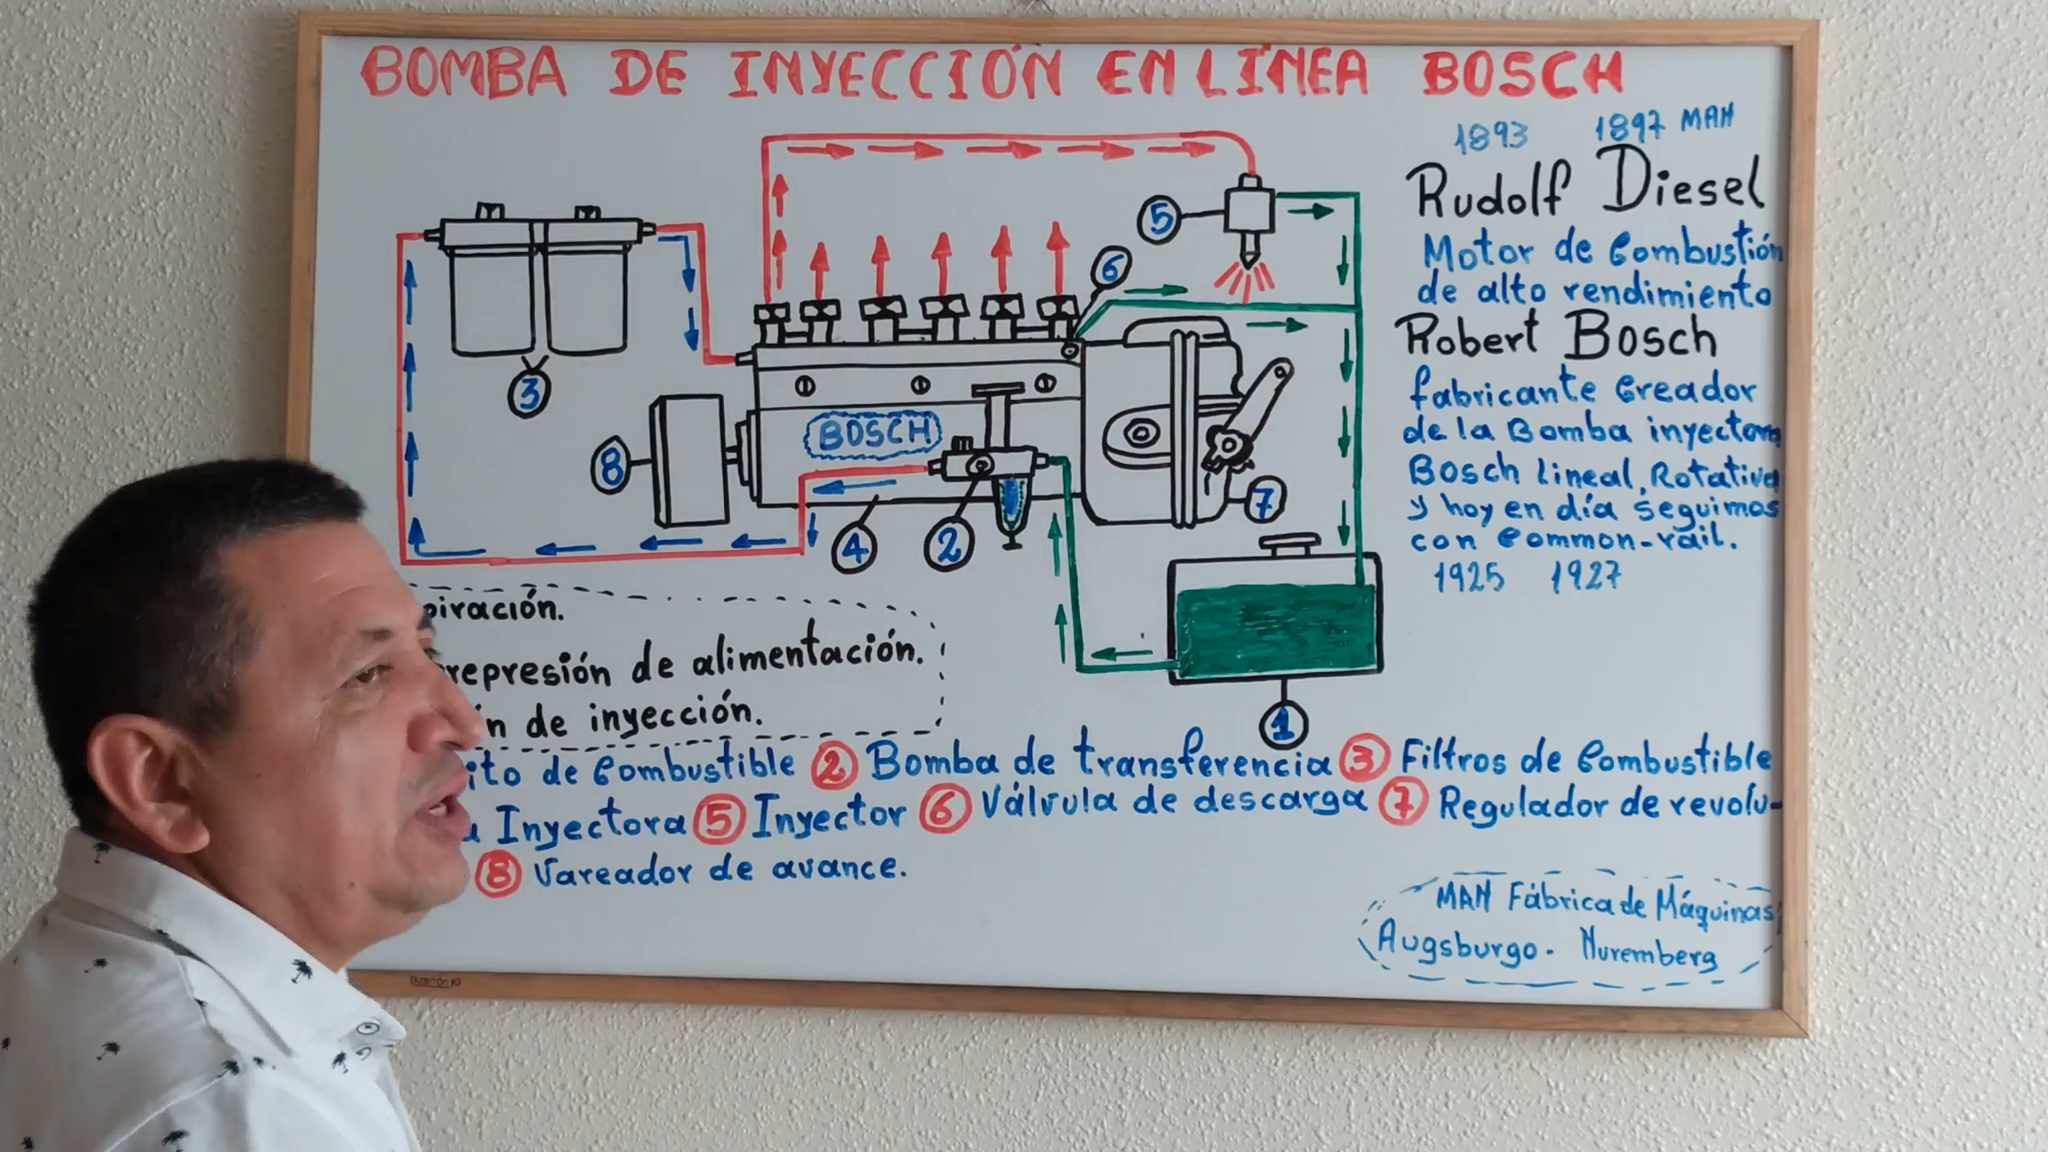 BOMBA DE INYECCIÓN EN LINEA BOSCH
1893 1897 MAN
Rudolf Diesel
Motor de Combustión
de alto rendimiento
Robert Bosch
fabricante Creador
de la Bomba inyectora
Bosch Lineal, Rotativa
y hoy en día seguimos
con Common-rail.
1925 1927
5
6
3
8
BOSCH
7
4
2
1
piración.
represión de alimentación.
n de inyección.
ito de Combustible 2 Bomba de transferencia 3 Filtros de Combustible
a Inyectora 5 Inyector 6 Válvula de descarga 7 Regulador de revolu-
8 Vareador de avance.
MAN Fábrica de Máquinas
Augsburgo - Nuremberg